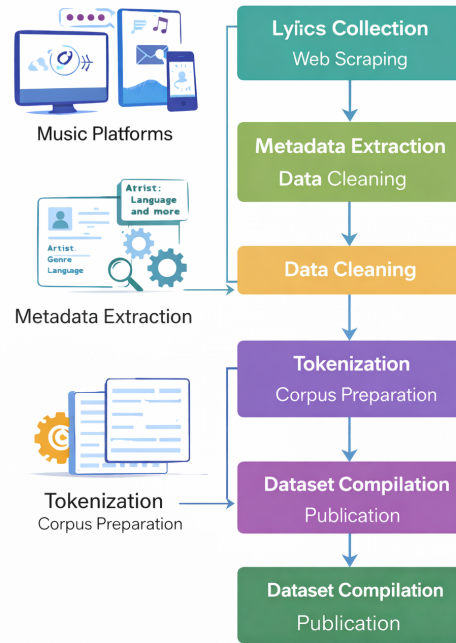 Lyrics Collection
Web Scraping
Music Platforms
Metadata Extraction
Data Cleaning
Artist:
Language
and more
Artist.
Genre
Language
Data Cleaning
Metadata Extraction
Tokenization
Corpus Preparation
Tokenization
Corpus Preparation
Dataset Compilation
Publication
Dataset Compilation
Publication